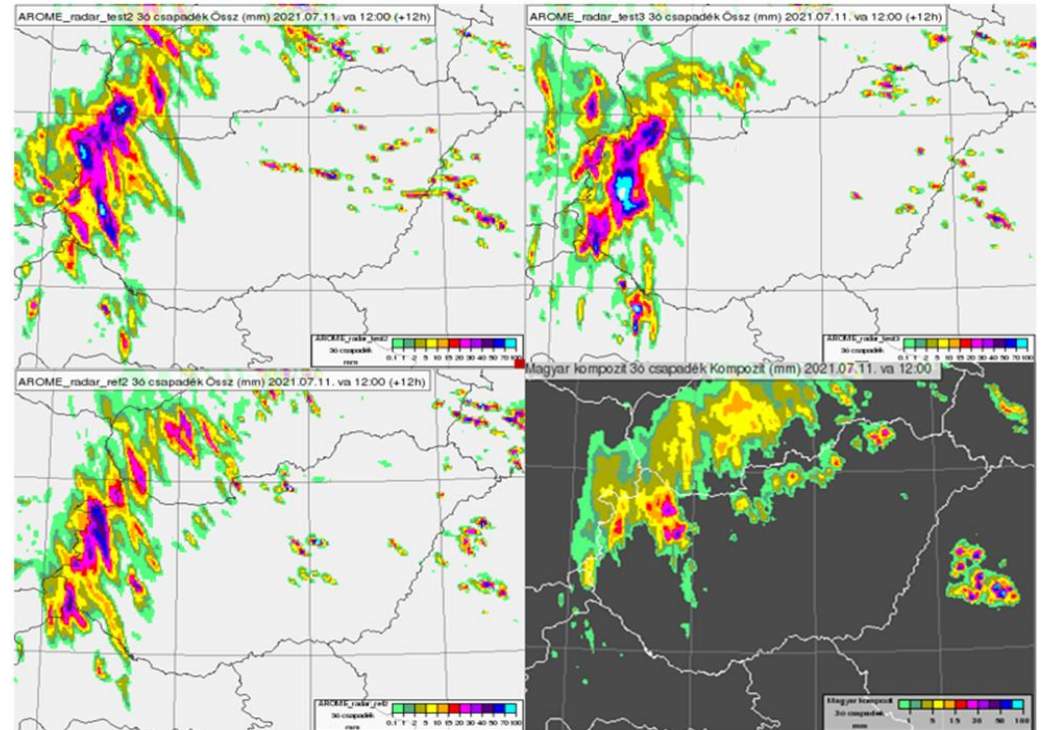 AROME_radar_test2 3ó csapadék Össz (mm) 2021.07.11. va 12:00 (+12h)
AROME_radar_test2
3ó csapadék
mm
0.1 1 2 5 10 15 20 30 40 50 70 100
AROME_radar_test3 3ó csapadék Össz (mm) 2021.07.11. va 12:00 (+12h)
AROME_radar_test3
3ó csapadék
mm
0.1 1 2 5 10 15 20 30 40 50 70 100
AROME_radar_ref2 3ó csapadék Össz (mm) 2021.07.11. va 12:00 (+12h)
AROME_radar_ref2
3ó csapadék
mm
0.1 1 2 5 10 15 20 30 40 50 70 100
Magyar kompozit 3ó csapadék Kompozit (mm) 2021.07.11. va 12:00
Magyar kompozit
3ó csapadék
mm
1 5 15 30 50 100